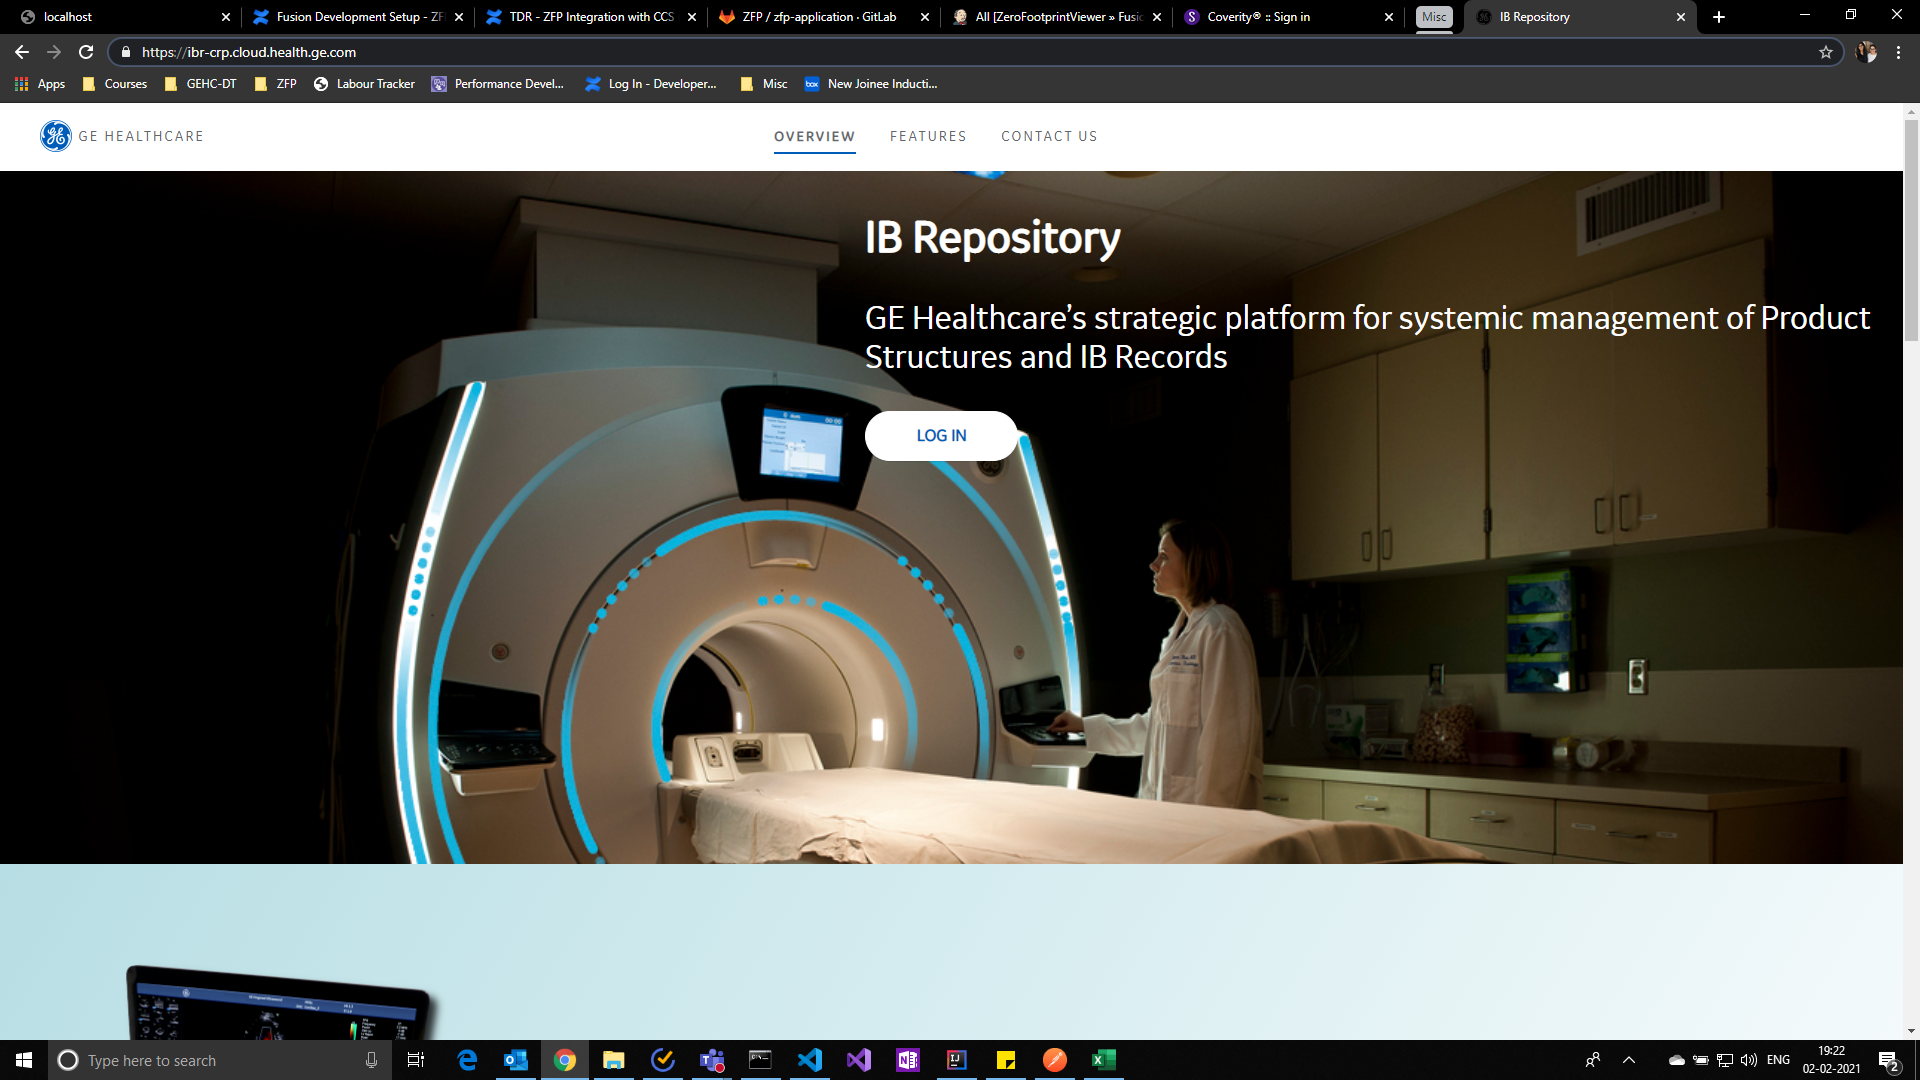 localhost
Fusion Development Setup - ZF
TDR - ZFP Integration with CCS
ZFP / zfp-application · GitLab
All [ZeroFootprintViewer » Fusic
Coverity® :: Sign in
Misc
IB Repository
https://ibr-crp.cloud.health.ge.com
Apps
Courses
GEHC-DT
ZFP
Labour Tracker
Performance Devel...
Log In - Developer...
Misc
box
New Joinee Inducti...
GE HEALTHCARE
OVERVIEW
FEATURES
CONTACT US
IB Repository
GE Healthcare’s strategic platform for systemic management of Product
Structures and IB Records
LOG IN
Type here to search
ENG
19:22
02-02-2021
2